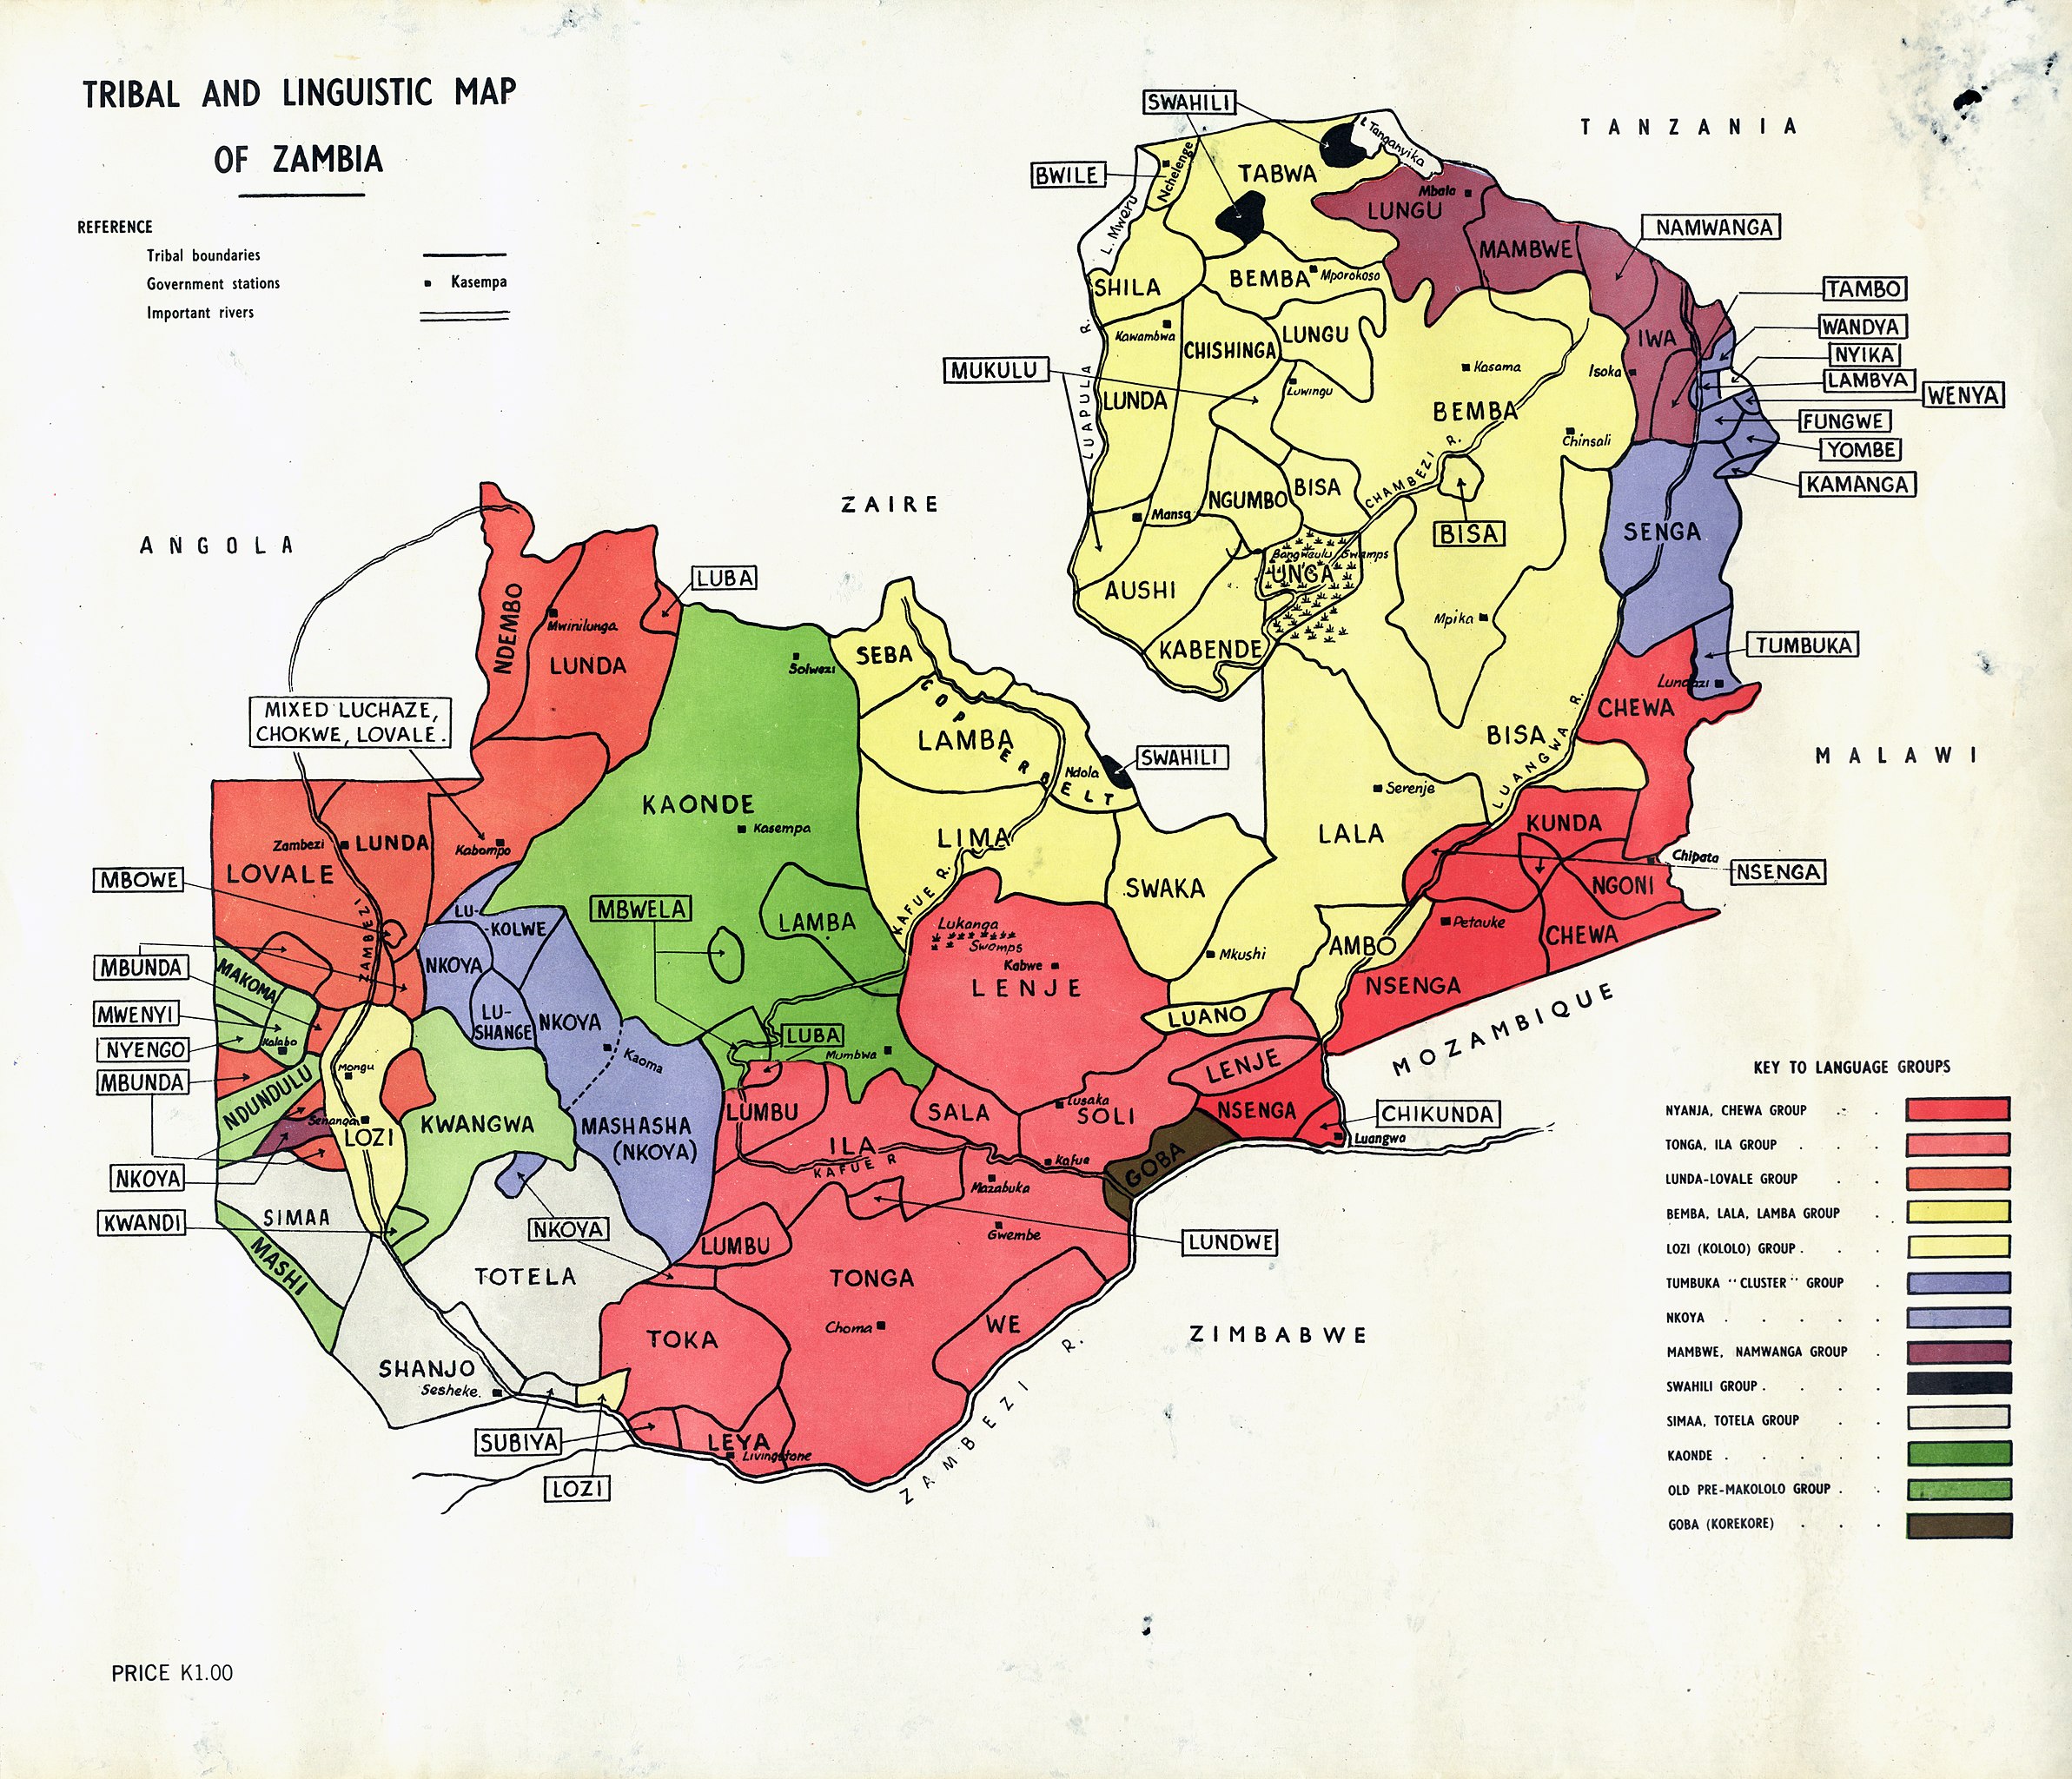 TRIBAL AND LINGUISTIC MAP
OF ZAMBIA
REFERENCE
Tribal boundaries
Government stations
Kasempa
Important rivers
TANZANIA
ANGOLA
ZAIRE
MALAWI
MOZAMBIQUE
ZIMBABWE
SWAHILI
L Tanganyika
BWILE
Nchelenge
TABWA
Mbala
LUNGU
L. Mweru
MAMBWE
NAMWANGA
SHILA
BEMBA
Mporokoso
TAMBO
WANDYA
NYIKA
LAMBYA
WENYA
FUNGWE
YOMBE
KAMANGA
Kawambwa
CHISHINGA
LUNGU
IWA
Isoka
MUKULU
LUAPULA R.
LUNDA
Luwingu
Kasama
BEMBA
Chinsali
CHAMBEZI R.
NGUMBO
BISA
BISA
Mansa
SENGA
Bangweulu Swamps
UNGA
AUSHI
KABENDE
Mpika
TUMBUKA
Lundazi
CHEWA
BISA
LUANGWA R.
NDEMBO
Mwinilunga
LUNDA
LUBA
Solwezi
SEBA
COPPERBELT
LAMBA
Ndola
SWAHILI
MIXED LUCHAZE,
CHOKWE, LOVALE.
KAONDE
Kasempa
LIMA
Serenje
LALA
KUNDA
Chipata
NSENGA
NGONI
Petauke
CHEWA
NSENGA
SWAKA
AMBO
Mkushi
Zambezi
LUNDA
Kabompo
LOVALE
MBOWE
ZAMBEZI
LU-
-KOLWE
NKOYA
LU-
SHANGE
NKOYA
Kaoma
MBWELA
LAMBA
KAFUE R.
Lukanga
Swamps
Kabwe
LENJE
LUANO
MBUNDA
MAKOMA
MWENYI
NYENGO
Kalabo
MBUNDA
NDUNDULU
Mongu
Senanga
LOZI
KWANGWA
MASHASHA
(NKOYA)
LUBA
Mumbwa
LUMBU
SALA
Lusaka
SOLI
LENJE
NSENGA
CHIKUNDA
Luangwa
ILA
KAFUE R
Kafue
GOBA
Mazabuka
NKOYA
KWANDI
SIMAA
NKOYA
MASHI
TOTELA
LUMBU
LUNDWE
Gwembe
TONGA
TOKA
Choma
WE
SHANJO
Sesheke.
SUBIYA
LOZI
LEYA
Livingstone
ZAMBEZI R.
KEY TO LANGUAGE GROUPS
NYANJA, CHEWA GROUP
TONGA, ILA GROUP
LUNDA-LOVALE GROUP
BEMBA, LALA, LAMBA GROUP
LOZI (KOLOLO) GROUP
TUMBUKA "CLUSTER" GROUP
NKOYA
MAMBWE, NAMWANGA GROUP
SWAHILI GROUP
SIMAA, TOTELA GROUP
KAONDE
OLD PRE-MAKOLOLO GROUP
GOBA (KOREKORE)
PRICE K1.00